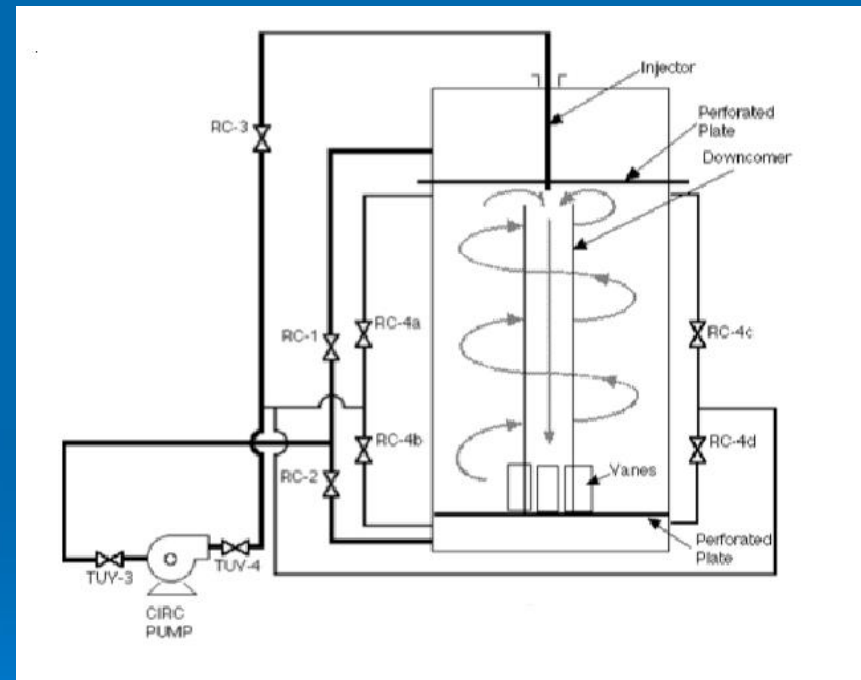 Injector
Perforated
Plate
Downcomer
RC-3
RC-1
RC-4a
RC-4c
RC-4b
RC-4d
RC-2
Vanes
Perforated
Plate
TUY-3
TUV-4
CIRC
PUMP